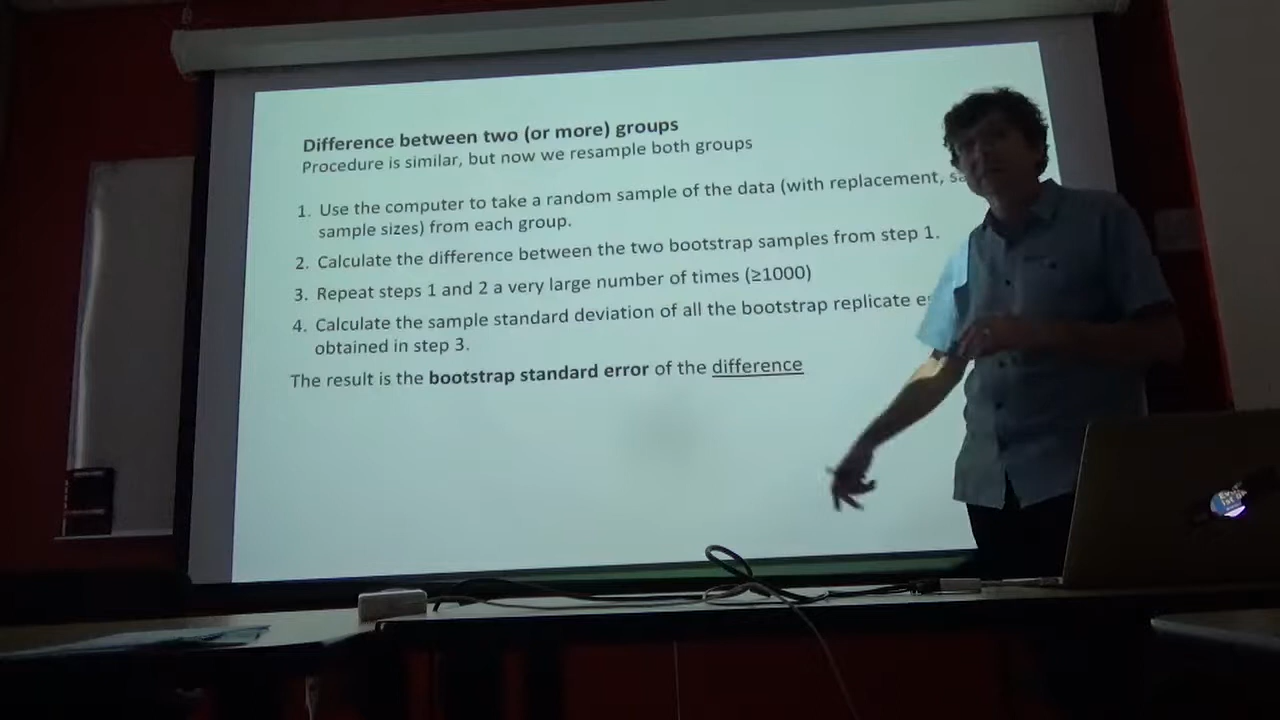 Difference between two (or more) groups
Procedure is similar, but now we resample both groups
1. Use the computer to take a random sample of the data (with replacement,
sample sizes) from each group.
2. Calculate the difference between the two bootstrap samples from step 1.
3. Repeat steps 1 and 2 a very large number of times (≥1000)
4. Calculate the sample standard deviation of all the bootstrap replicate
obtained in step 3.
The result is the bootstrap standard error of the difference